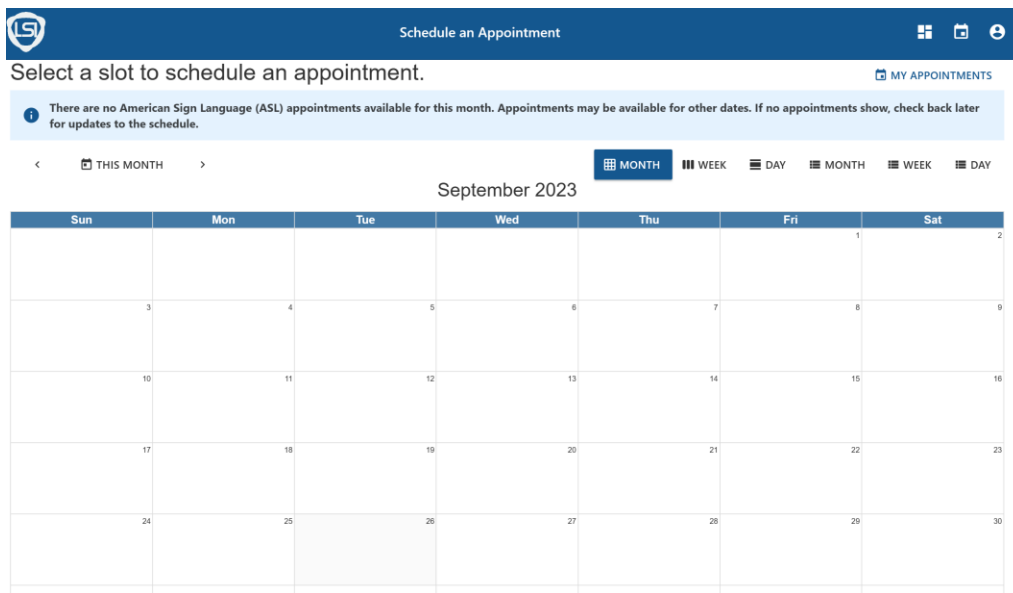 LSI
Schedule an Appointment
Select a slot to schedule an appointment.
MY APPOINTMENTS
There are no American Sign Language (ASL) appointments available for this month. Appointments may be available for other dates. If no appointments show, check back later
for updates to the schedule.
< THIS MONTH > MONTH WEEK DAY MONTH WEEK DAY
September 2023
Sun Mon Tue Wed Thu Fri Sat
1 2
3 4 5 6 7 8 9
10 11 12 13 14 15 16
17 18 19 20 21 22 23
24 25 26 27 28 29 30